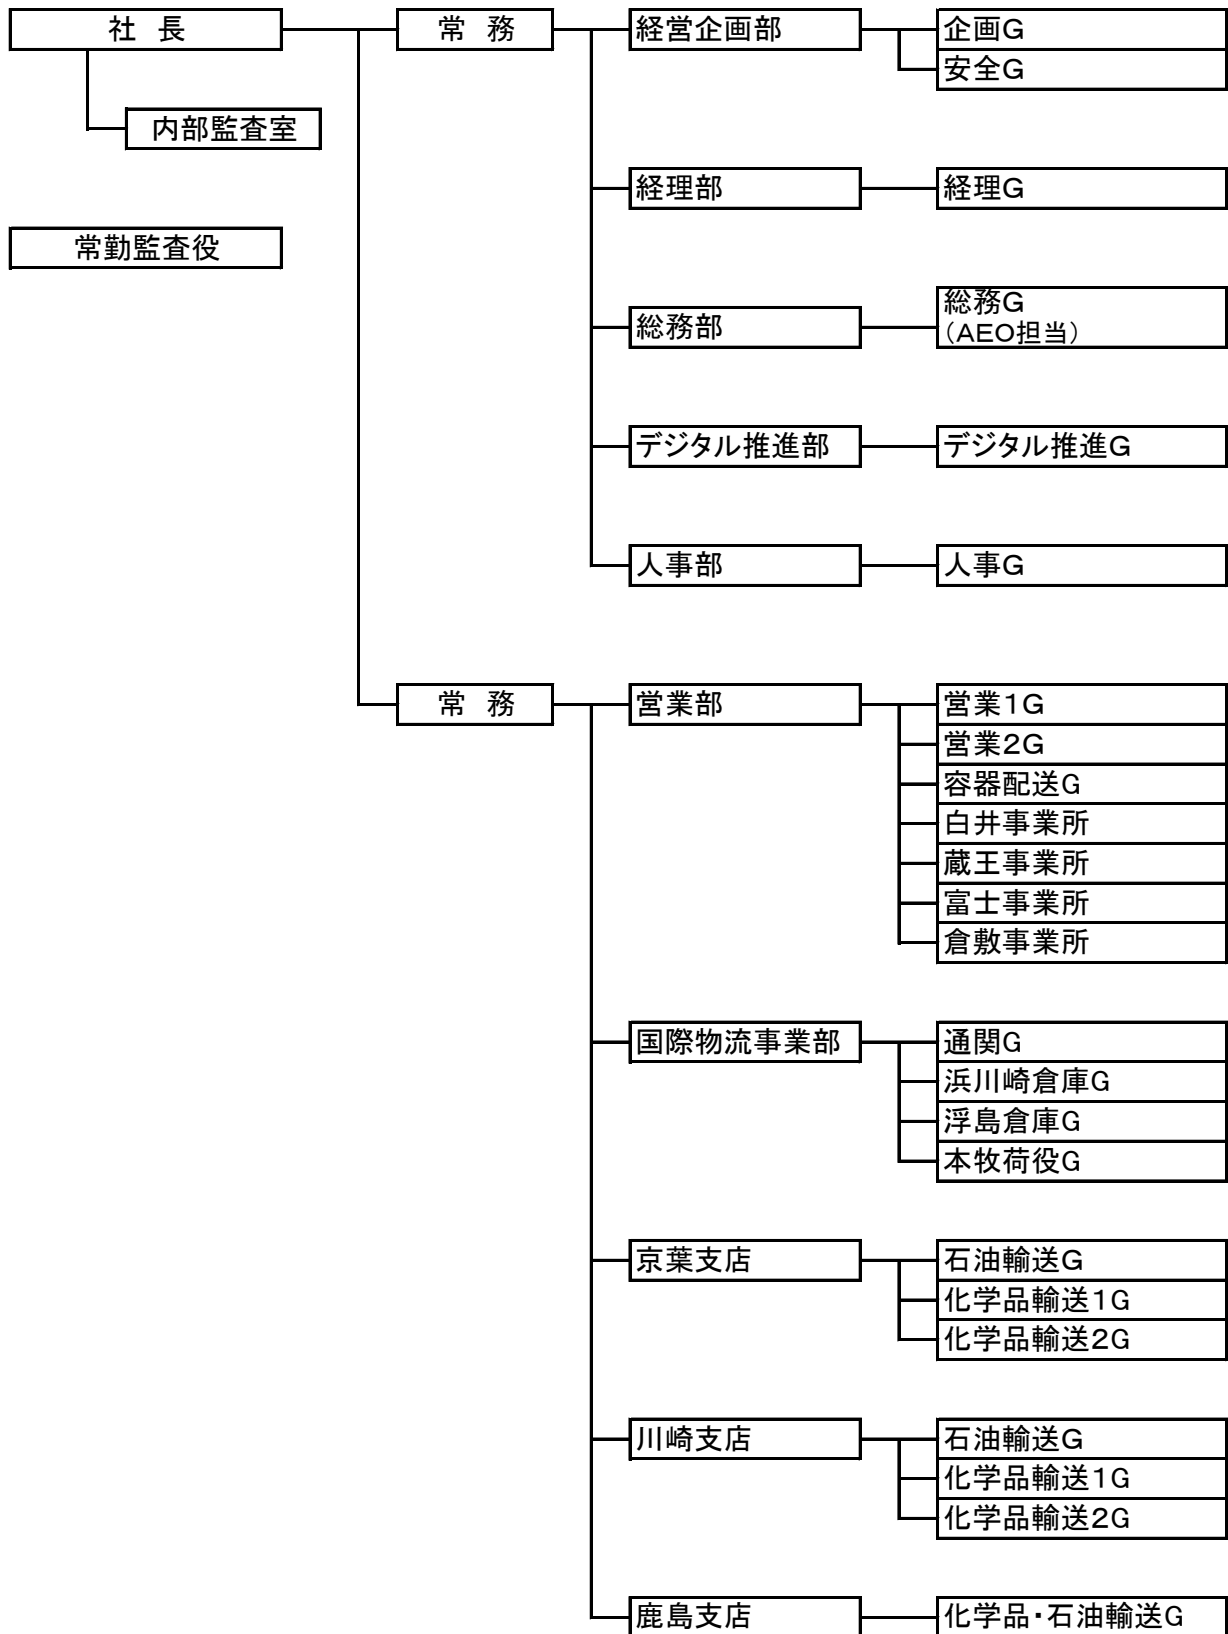 社 長
常 務
経営企画部
企画G
安全G
内部監査室
経理部
経理G
常勤監査役
総務部
総務G
(AEO担当)
デジタル推進部
デジタル推進G
人事部
人事G
常 務
営業部
営業1G
営業2G
容器配送G
白井事業所
蔵王事業所
富士事業所
倉敷事業所
国際物流事業部
通関G
浜川崎倉庫G
浮島倉庫G
本牧荷役G
京葉支店
石油輸送G
化学品輸送1G
化学品輸送2G
川崎支店
石油輸送G
化学品輸送1G
化学品輸送2G
鹿島支店
化学品・石油輸送G